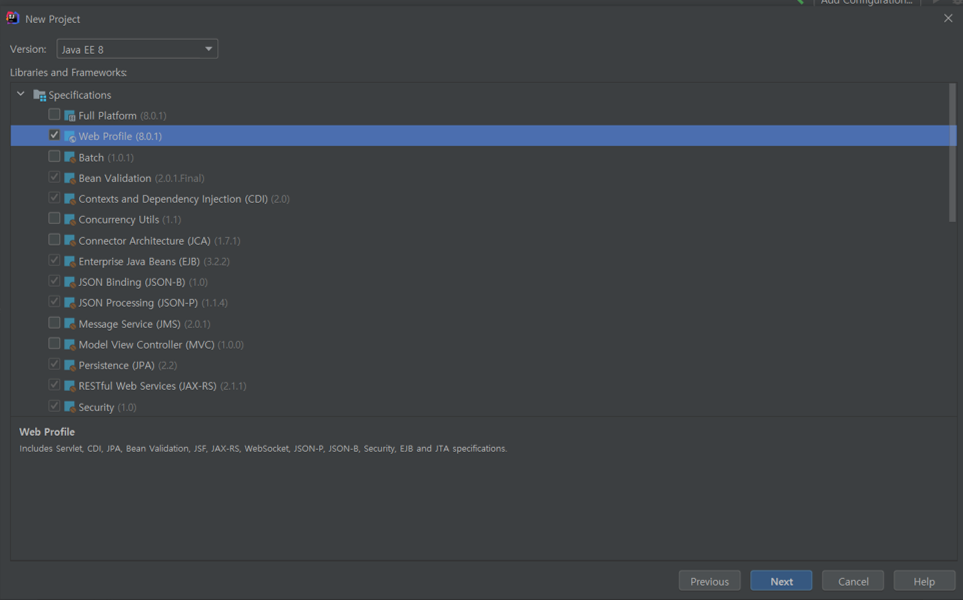 Add Configuration...
New Project
Version: Java EE 8
Libraries and Frameworks:
Specifications
Full Platform (8.0.1)
Web Profile (8.0.1)
Batch (1.0.1)
Bean Validation (2.0.1.Final)
Contexts and Dependency Injection (CDI) (2.0)
Concurrency Utils (1.1)
Connector Architecture (JCA) (1.7.1)
Enterprise Java Beans (EJB) (3.2.2)
JSON Binding (JSON-B) (1.0)
JSON Processing (JSON-P) (1.1.4)
Message Service (JMS) (2.0.1)
Model View Controller (MVC) (1.0.0)
Persistence (JPA) (2.2)
RESTful Web Services (JAX-RS) (2.1.1)
Security (1.0)
Web Profile
Includes Servlet, CDI, JPA, Bean Validation, JSF, JAX-RS, WebSocket, JSON-P, JSON-B, Security, EJB and JTA specifications.
Previous Next Cancel Help